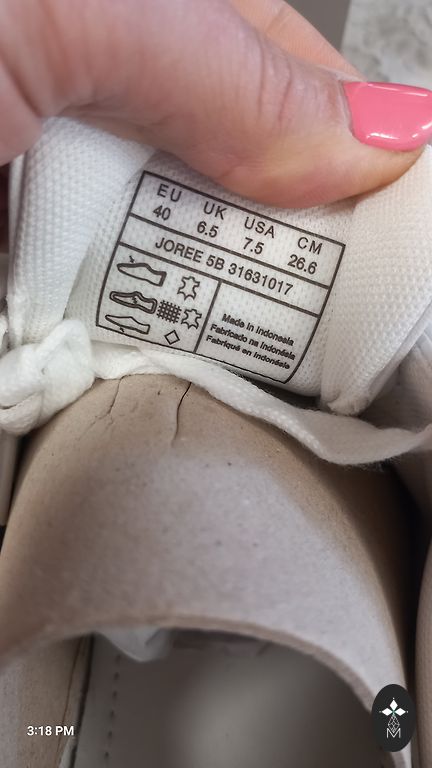 EU UK USA CM
40 6.5 7.5 26.6
JOREE 5B 31631017
Made in Indonesia
Fabricado na Indonésia
Fabriqué en Indonésie
3:18 PM
M